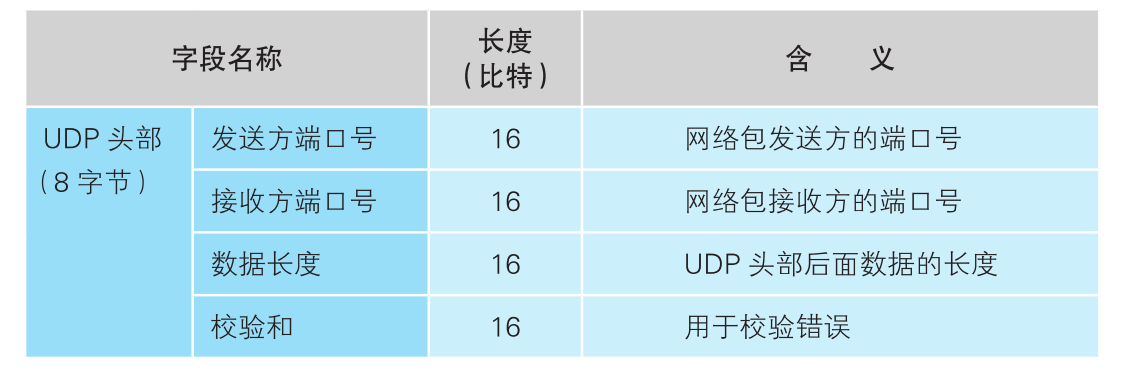 字段名称
长度
（比特）
含 义
UDP 头部
（8 字节）
发送方端口号
16
网络包发送方的端口号
接收方端口号
16
网络包接收方的端口号
数据长度
16
UDP 头部后面数据的长度
校验和
16
用于校验错误